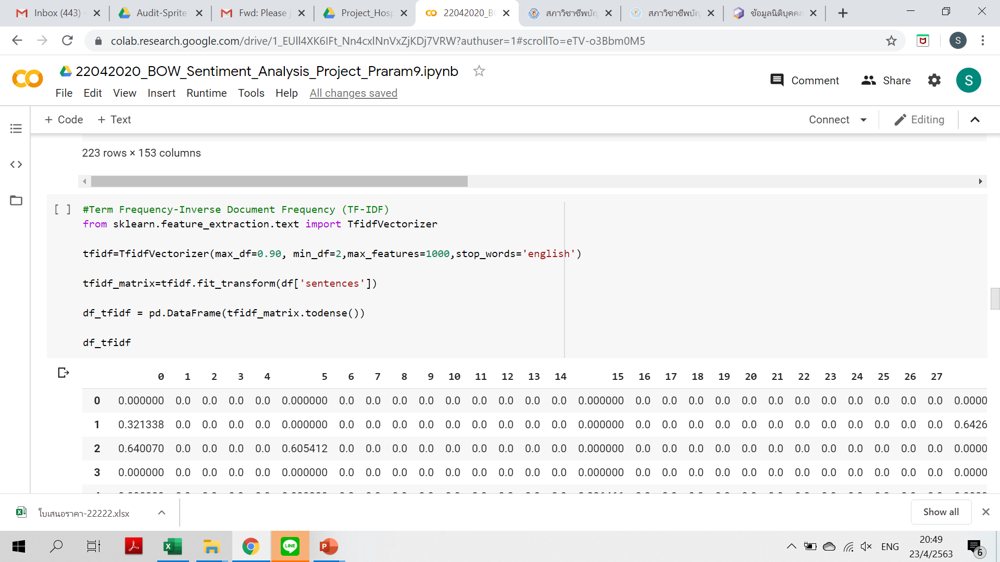 Inbox (443) -
Audit-Sprite
Fwd: Please j
Project_Hosp
22042020_BO
สภาวิชาชีพบัญ
สภาวิชาชีพบัญ
ข้อมูลนิติบุคคล
colab.research.google.com/drive/1_EUll4XK6IFt_Nn4cxlNnVxZjKDj7VRW?authuser=1#scrollTo=eTV-o3Bbm0M5
S
22042020_BOW_Sentiment_Analysis_Project_Praram9.ipynb
Comment Share S
File Edit View Insert Runtime Tools Help All changes saved
+ Code + Text Connect Editing
223 rows × 153 columns
[ ] #Term Frequency-Inverse Document Frequency (TF-IDF)
from sklearn.feature_extraction.text import TfidfVectorizer
tfidf=TfidfVectorizer(max_df=0.90, min_df=2,max_features=1000,stop_words='english')
tfidf_matrix=tfidf.fit_transform(df['sentences'])
df_tfidf = pd.DataFrame(tfidf_matrix.todense())
df_tfidf
0 1 2 3 4 5 6 7 8 9 10 11 12 13 14 15 16 17 18 19 20 21 22 23 24 25 26 27
0 0.000000 0.0 0.0 0.0 0.0 0.000000 0.0 0.0 0.0 0.0 0.0 0.0 0.0 0.0 0.0 0.000000 0.0 0.0 0.0 0.0 0.0 0.0 0.0 0.0 0.0 0.0 0.0 0.0 0.0000
1 0.321338 0.0 0.0 0.0 0.0 0.000000 0.0 0.0 0.0 0.0 0.0 0.0 0.0 0.0 0.0 0.000000 0.0 0.0 0.0 0.0 0.0 0.0 0.0 0.0 0.0 0.0 0.0 0.0 0.6426
2 0.640070 0.0 0.0 0.0 0.0 0.605412 0.0 0.0 0.0 0.0 0.0 0.0 0.0 0.0 0.0 0.000000 0.0 0.0 0.0 0.0 0.0 0.0 0.0 0.0 0.0 0.0 0.0 0.0 0.0000
3 0.000000 0.0 0.0 0.0 0.0 0.000000 0.0 0.0 0.0 0.0 0.0 0.0 0.0 0.0 0.0 0.000000 0.0 0.0 0.0 0.0 0.0 0.0 0.0 0.0 0.0 0.0 0.0 0.0 0.0000
ใบเสนอราคา-22222.xlsx
Show all
LINE
ENG
20:49
23/4/2563
6